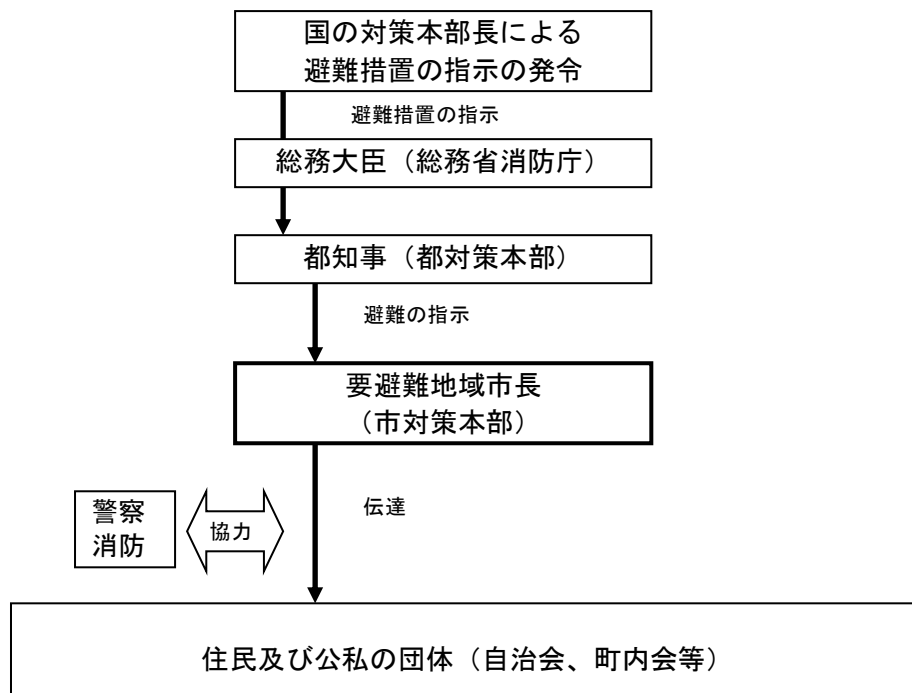 国の対策本部長による
避難措置の指示の発令
避難措置の指示
総務大臣（総務省消防庁）
都知事（都対策本部）
避難の指示
要避難地域市長
（市対策本部）
伝達
警察
消防
協力
住民及び公私の団体（自治会、町内会等）